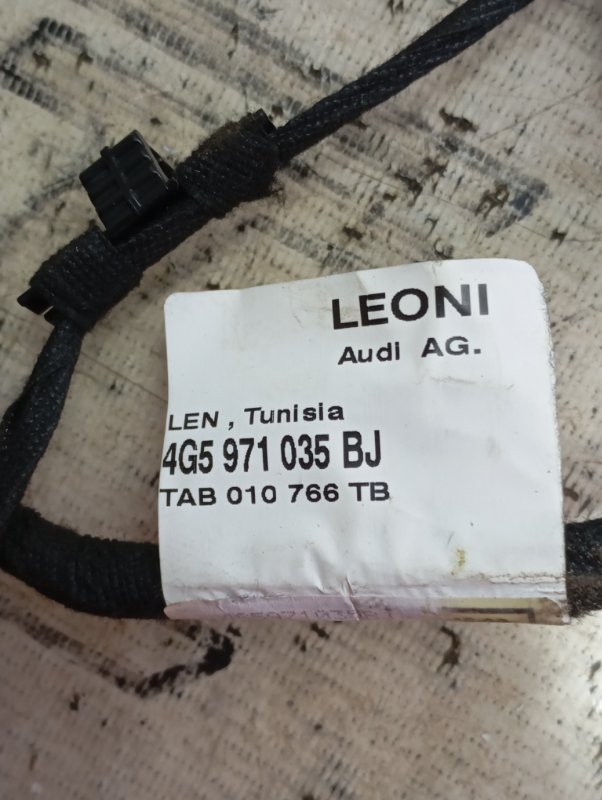 LEONI
Audi AG.
LEN , Tunisia
4G5 971 035 BJ
TAB 010 766 TB